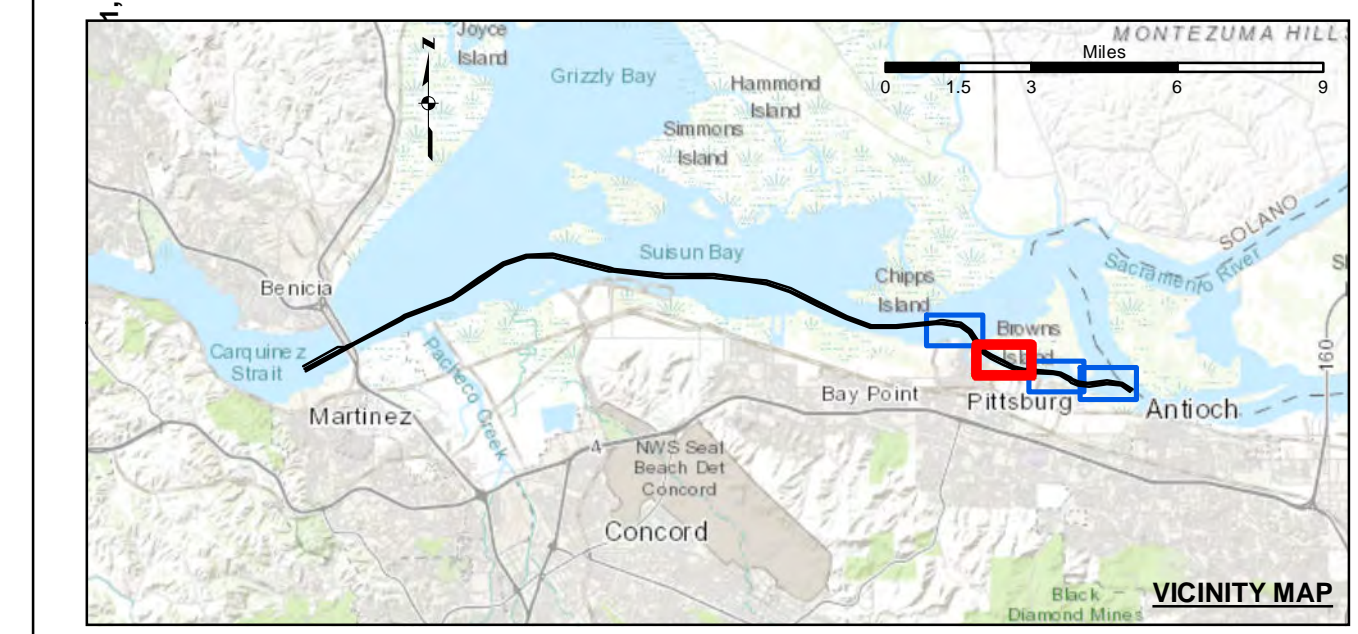 Joyce
Island
Grizzly Bay
Hammond
Island
Simmons
Island
MONTEZUMA HILLS
Miles
0 1.5 3 6 9
N
SOLANO
Sacramento River
Suisun Bay
Chipps
Island
Benicia
Browns
Island
Carquinez
Strait
Pacheco Creek
160
Martinez
Bay Point
Pittsburg
Antioch
4
NWS Seal
Beach Det
Concord
Concord
Black
Diamond Mines
VICINITY MAP